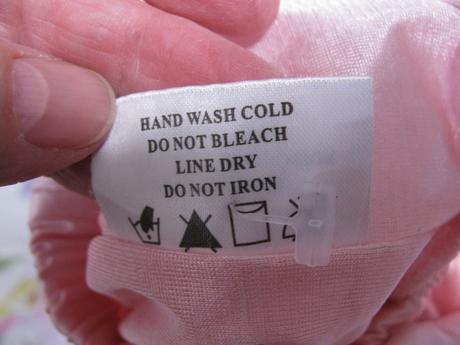 HAND WASH COLD
DO NOT BLEACH
LINE DRY
DO NOT IRON